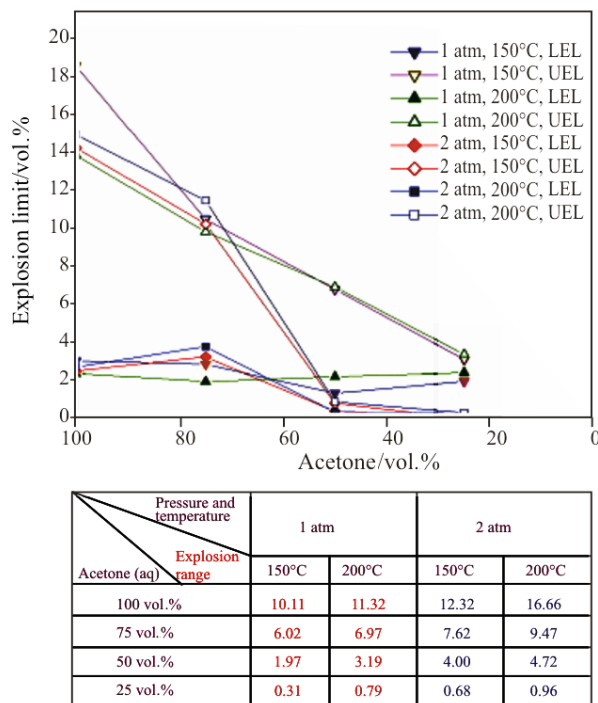 20
18
16
14
12
10
8
6
4
2
0
100
80
60
40
20
0
Explosion limit/vol.%
Acetone/vol.%
1 atm, 150°C, LEL
1 atm, 150°C, UEL
1 atm, 200°C, LEL
1 atm, 200°C, UEL
2 atm, 150°C, LEL
2 atm, 150°C, UEL
2 atm, 200°C, LEL
2 atm, 200°C, UEL
Pressure and
temperature
Explosion
range
Acetone (aq)
1 atm
2 atm
150°C 200°C 150°C 200°C
100 vol.% 10.11 11.32 12.32 16.66
75 vol.% 6.02 6.97 7.62 9.47
50 vol.% 1.97 3.19 4.00 4.72
25 vol.% 0.31 0.79 0.68 0.96